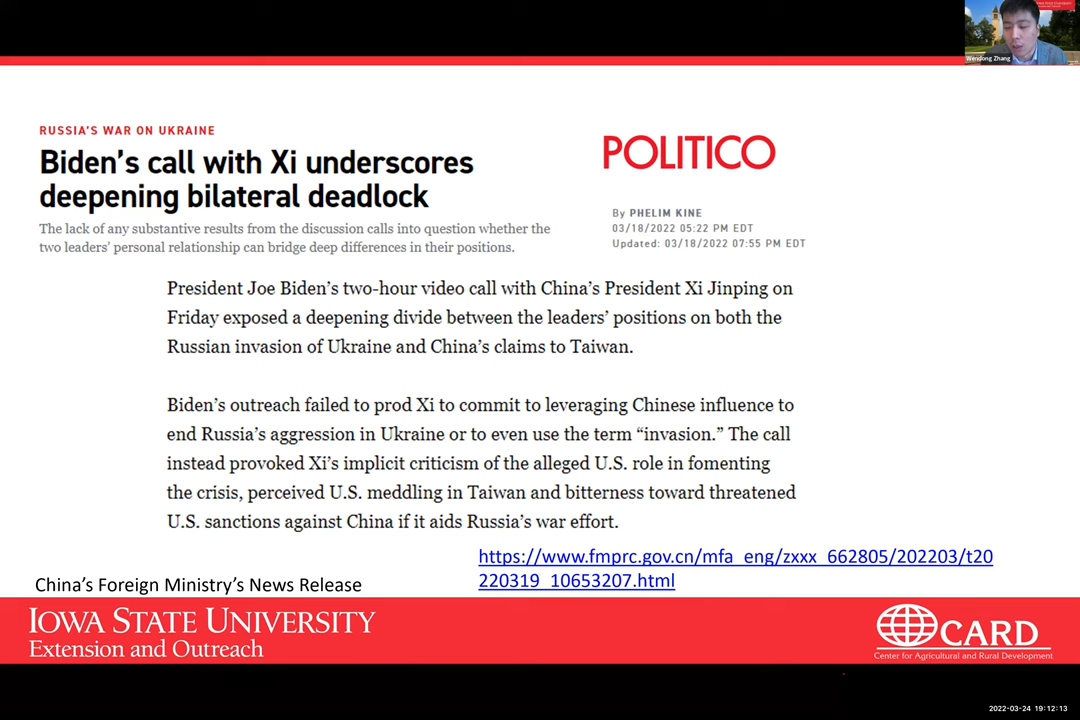 Wendong Zhang
RUSSIA'S WAR ON UKRAINE
Biden's call with Xi underscores
deepening bilateral deadlock
The lack of any substantive results from the discussion calls into question whether the
two leaders' personal relationship can bridge deep differences in their positions.
POLITICO
By PHELIM KINE
03/18/2022 05:22 PM EDT
Updated: 03/18/2022 07:55 PM EDT
President Joe Biden's two-hour video call with China's President Xi Jinping on
Friday exposed a deepening divide between the leaders' positions on both the
Russian invasion of Ukraine and China's claims to Taiwan.
Biden's outreach failed to prod Xi to commit to leveraging Chinese influence to
end Russia's aggression in Ukraine or to even use the term “invasion.” The call
instead provoked Xi's implicit criticism of the alleged U.S. role in fomenting
the crisis, perceived U.S. meddling in Taiwan and bitterness toward threatened
U.S. sanctions against China if it aids Russia's war effort.
https://www.fmprc.gov.cn/mfa_eng/zxxx_662805/202203/t20
220319_10653207.html
China's Foreign Ministry's News Release
IOWA STATE UNIVERSITY
Extension and Outreach
CARD
Center for Agricultural and Rural Development
2022-03-24 19:12:13